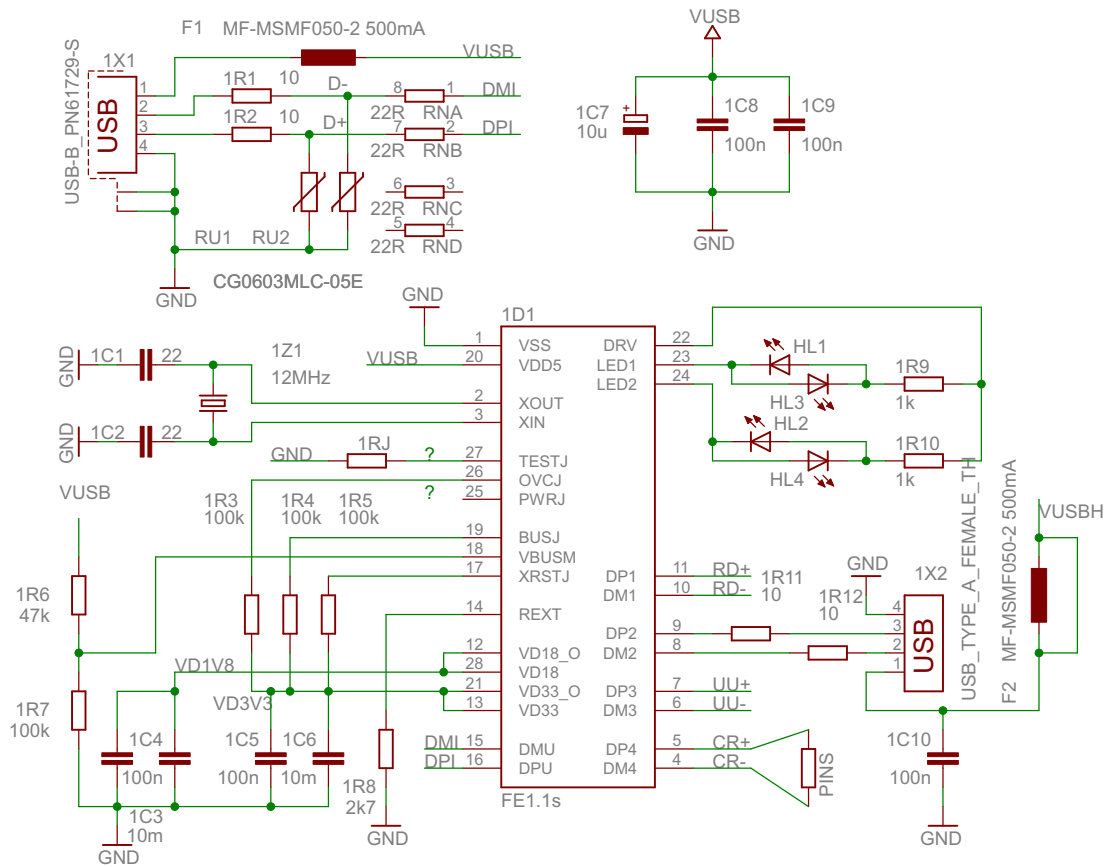 F1 MF-MSMF050-2 500mA
VUSB
USB-B_PN61729-S
1X1
USB
1
2
3
4
1R1 10 D-
8 1 DMI
22R RNA
1R2 10 D+
7 2 DPI
22R RNB
6 3
22R RNC
5 4
22R RND
RU1 RU2
GND
CG0603MLC-05E
VUSB
1C7
10u
+
1C8
100n
1C9
100n
GND
GND
1D1
1 VSS
VUSB 20 VDD5
2 XOUT
3 XIN
GND 1RJ ? 27 TESTJ
26 OVCJ
? 25 PWRJ
19 BUSJ
18 VBUSM
17 XRSTJ
14 REXT
12 VD18_O
VD1V8 28 VD18
21 VD33_O
VD3V3 13 VD33
DMI 15 DMU
DPI 16 DPU
FE1.1s
DRV 22
LED1 23
LED2 24
DP1 11 RD+
DM1 10 RD-
DP2 9
DM2 8
DP3 7 UU+
DM3 6 UU-
DP4 5 CR+
DM4 4 CR-
PINS
GND 1C1 22
1Z1
12MHz
GND 1C2 22
VUSB
1R3
100k
1R4
100k
1R5
100k
1R6
47k
1R7
100k
1C4
100n
1C5
100n
1C6
10m
1C3
10m
GND
1R8
2k7
GND
HL1
HL3
1R9
1k
HL2
HL4
1R10
1k
1R11
10
1R12
10
GND
1X2
4
3
2
1
USB
USB_TYPE_A_FEMALE_TH
F2 MF-MSMF050-2 500mA
VUSBH
1C10
100n
GND